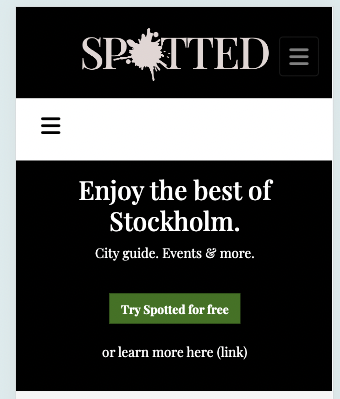 SPOTTED
Enjoy the best of
Stockholm.
City guide. Events & more.
Try Spotted for free
or learn more here (link)